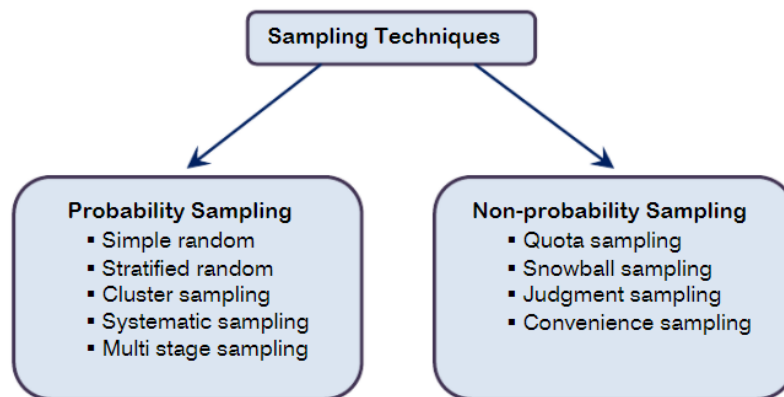 Sampling Techniques
Probability Sampling
▪ Simple random
▪ Stratified random
▪ Cluster sampling
▪ Systematic sampling
▪ Multi stage sampling
Non-probability Sampling
▪ Quota sampling
▪ Snowball sampling
▪ Judgment sampling
▪ Convenience sampling